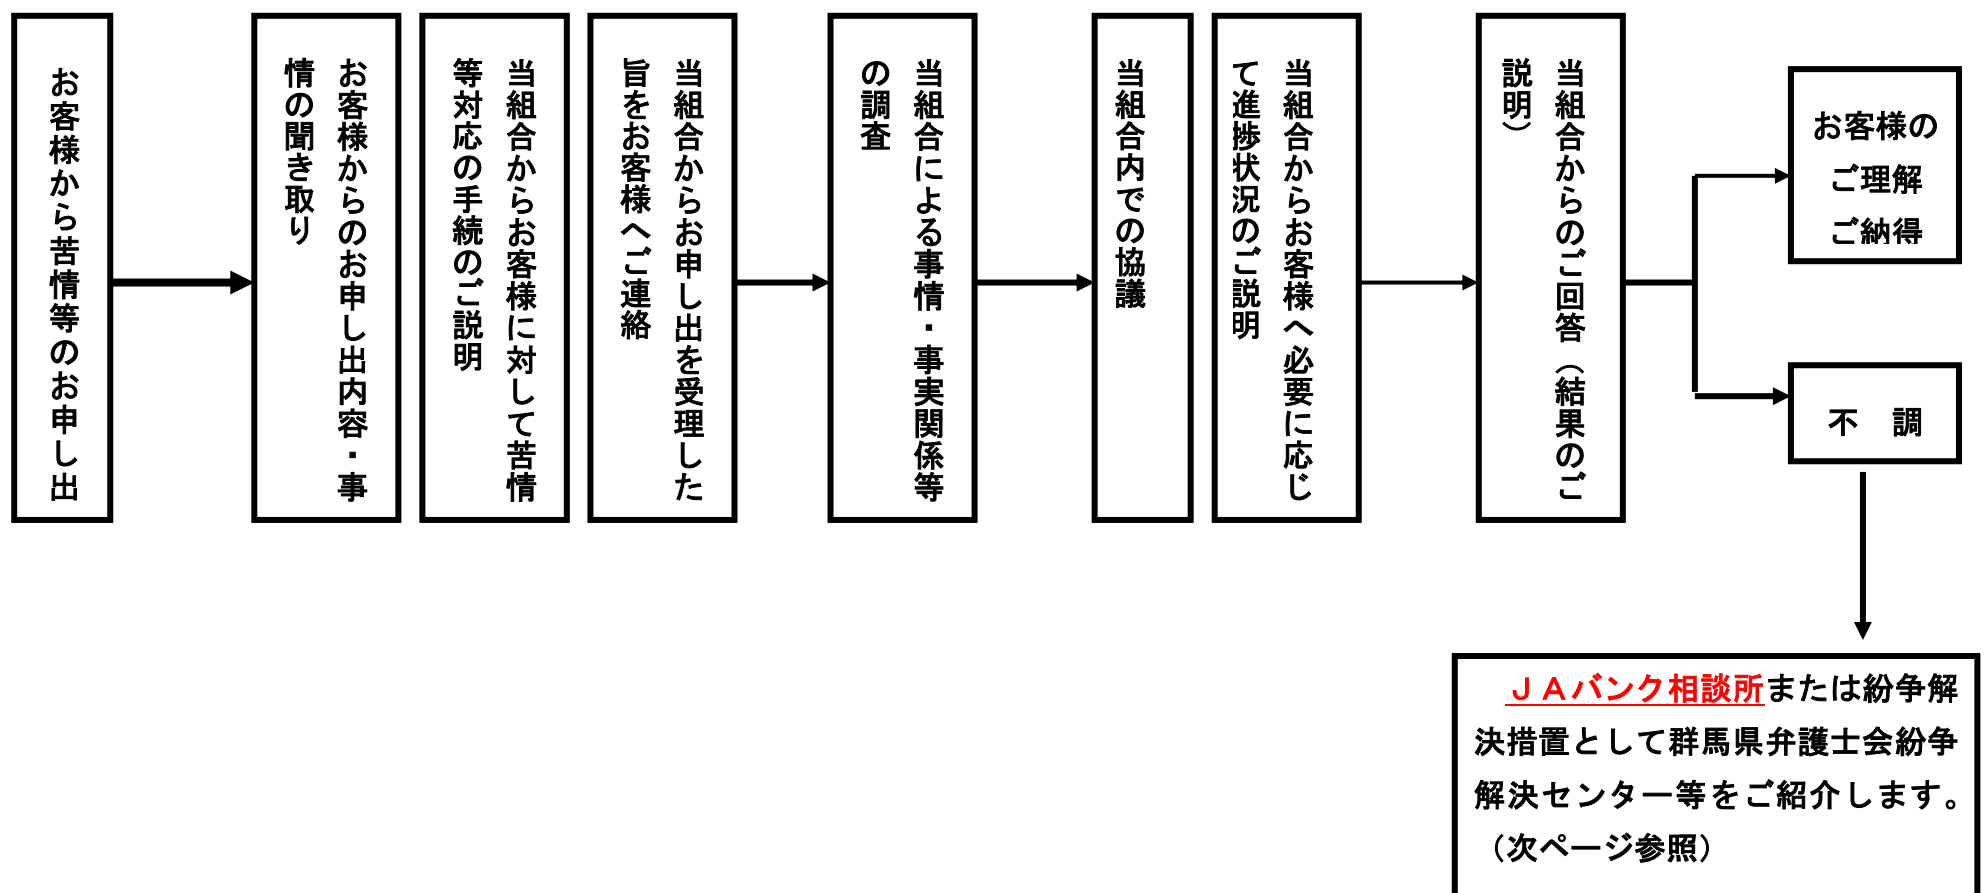 お客様から苦情等のお申し出
お客様からのお申し出内容・事
情の聞き取り
当組合からお客様に対して苦情
等対応の手続のご説明
当組合からお申し出を受理した
旨をお客様へご連絡
当組合による事情・事実関係等
の調査
当組合内での協議
当組合からお客様へ必要に応じ
て進捗状況のご説明
当組合からのご回答（結果のご
説明）
お客様の
ご理解
ご納得
不　調
ＪＡバンク相談所または紛争解
決措置として群馬県弁護士会紛争
解決センター等をご紹介します。
（次ページ参照）